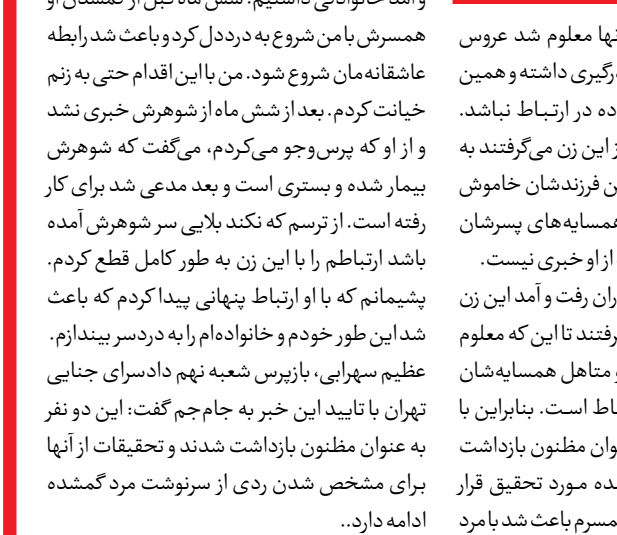 نها معلوم شد عروس
رگیری داشته و همین
ده در ارتباط نباشد.
ز این زن می‌گرفتند به
ن فرزندشان خاموش
همسایه‌های پسرشان
از او خبری نیست.
ران رفت و آمد این زن
رفتند تا این که معلوم
و متاهل همسایه‌شان
باط است. بنابراین با
وان مظنون بازداشت
ده مورد تحقیق قرار
مسرم باعث شد با مرد
و آمد خانوادگی داشتیم. شش ماه قبل از گمشدن او
همسرش با من شروع به درددل کرد و باعث شد رابطه
عاشقانه‌مان شروع شود. من با این اقدام حتی به زنم
خیانت کردم. بعد از شش ماه از شوهرش خبری نشد
و از او که پرس‌وجو می‌کردم، می‌گفت که شوهرش
بیمار شده و بستری است و بعد مدعی شد برای کار
رفته است. از ترسم که نکند بلایی سر شوهرش آمده
باشد ارتباطم را با این زن به طور کامل قطع کردم.
پشیمانم که با او ارتباط پنهانی پیدا کردم که باعث
شد این طور خودم و خانواده‌ام را به دردسر بیندازم.
عظیم سهرابی، بازپرس شعبه نهم دادسرای جنایی
تهران با تایید این خبر به جام‌جم گفت: این دو نفر
به عنوان مظنون بازداشت شدند و تحقیقات از آنها
برای مشخص شدن ردی از سرنوشت مرد گمشده
ادامه دارد..